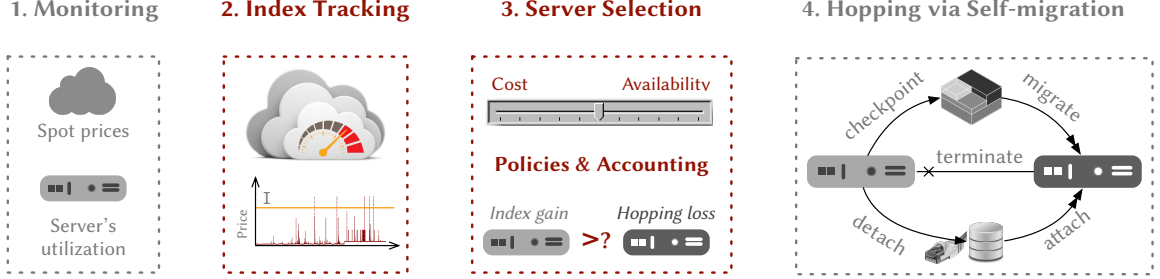 1. Monitoring
2. Index Tracking
3. Server Selection
4. Hopping via Self-migration
Spot prices
Server's
utilization
I
Price
Cost Availability
Policies & Accounting
Index gain Hopping loss
>?
checkpoint
migrate
terminate
detach
attach